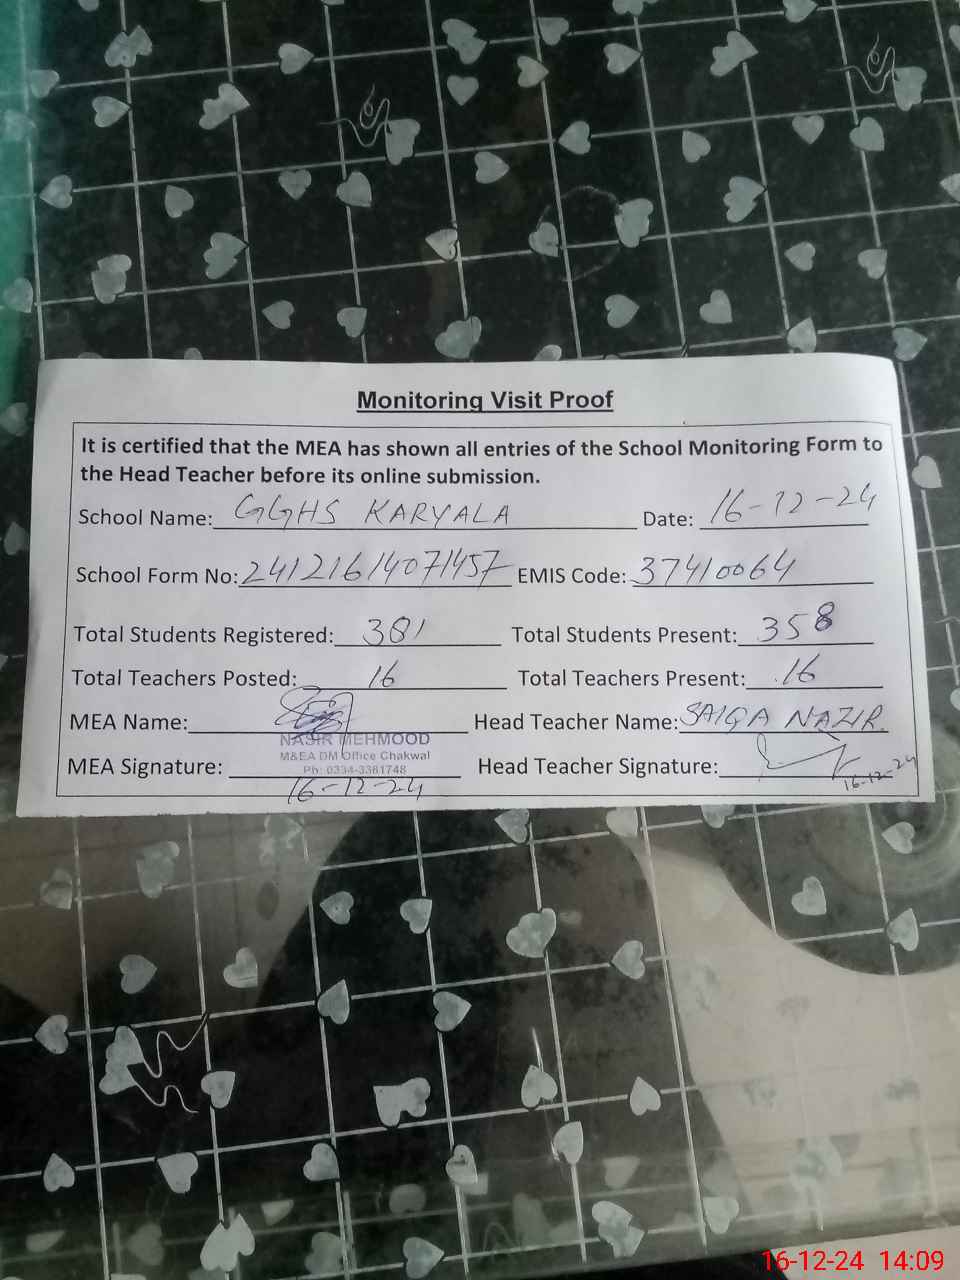 Monitoring Visit Proof
It is certified that the MEA has shown all entries of the School Monitoring Form to
the Head Teacher before its online submission.
School Name: GGHS KARYALA Date: 16-12-24
School Form No: 24121614071457 EMIS Code: 37410064
Total Students Registered: 381 Total Students Present: 358
Total Teachers Posted: 16 Total Teachers Present: 16
MEA Name: Head Teacher Name: SAIQA NAZIR
NASIR MEHMOOD
M&EA DM Office Chakwal
MEA Signature: Head Teacher Signature:
Ph: 0334-3381748
16-12-24 16-12-24
16-12-24 14:09